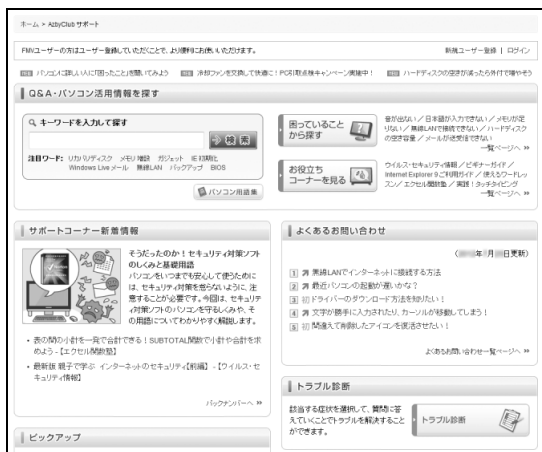 ホーム > AzbyClub サポート
FMVユーザーの方はユーザー登録いただくことで、より便利にお使いいただけます。
新規ユーザー登録 | ログイン
パソコンに詳しい人に「困ったこと」を聞いてみよう
冷却ファンを交換して快適に!PC引取点検キャンペーン実施中!
ハードディスクの空きが減ったら外付で増やそう
Q&A・パソコン活用情報を探す
キーワードを入力して探す
検索
注目ワード: リカバリディスク メモリ増設 ガジェット IE 初期化
Windows Live メール 無線LAN バックアップ BIOS
パソコン用語集
困っていること
から探す
音が出ない/日本語が入力できない/メモリが足
りない/無線LANで接続できない/ハードディスク
の空き容量/メールが送受信できない
一覧ページへ
お役立ち
コーナーを見る
ウイルス・セキュリティ情報/ビギナーガイド/
Internet Explorer 9ご利用ガイド/使えるワードレッ
スン/エクセル関数塾/実践!タッチタイピング
一覧ページへ
サポートコーナー新着情報
そうだったのか!セキュリティ対策ソフト
のしくみと基礎用語
パソコンをいつまでも安心して使うために
は、セキュリティ対策を怠らないように、注
意することが必要です。今回は、セキュリテ
ィ対策ソフトのパソコンを守るしくみや、そ
の用語についてわかりやすく解説します。
・表の間の小計を一発で合計できる!SUBTOTAL関数で小計や合計を求
めよう -【エクセル関数塾】
・最新版 親子で学ぶ インターネットのセキュリティ【前編】-【ウイルス・セ
キュリティ情報】
バックナンバーへ
ピックアップ
よくあるお問い合わせ
年 月 日更新)
1 無線LANでインターネットに接続する方法
2 最近パソコンの起動が遅いかな?
3 初 ドライバーのダウンロード方法を知りたい!
4 文字が勝手に入力されたり、カーソルが移動してしまう!
5 初 間違えて削除したアイコンを復活させたい!
よくあるお問い合わせ一覧ページへ
トラブル診断
該当する症状を選択して、質問に答
えていくことでトラブルを解決すること
ができます。
トラブル診断